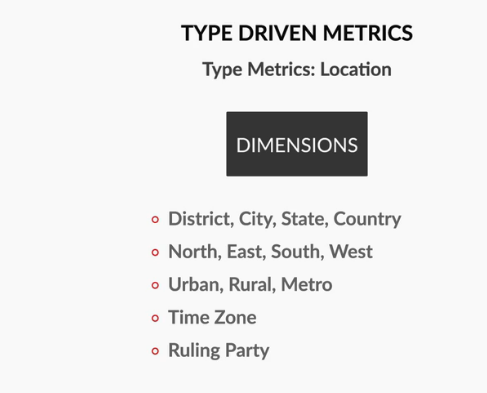 TYPE DRIVEN METRICS
Type Metrics: Location
DIMENSIONS
District, City, State, Country
North, East, South, West
Urban, Rural, Metro
Time Zone
Ruling Party